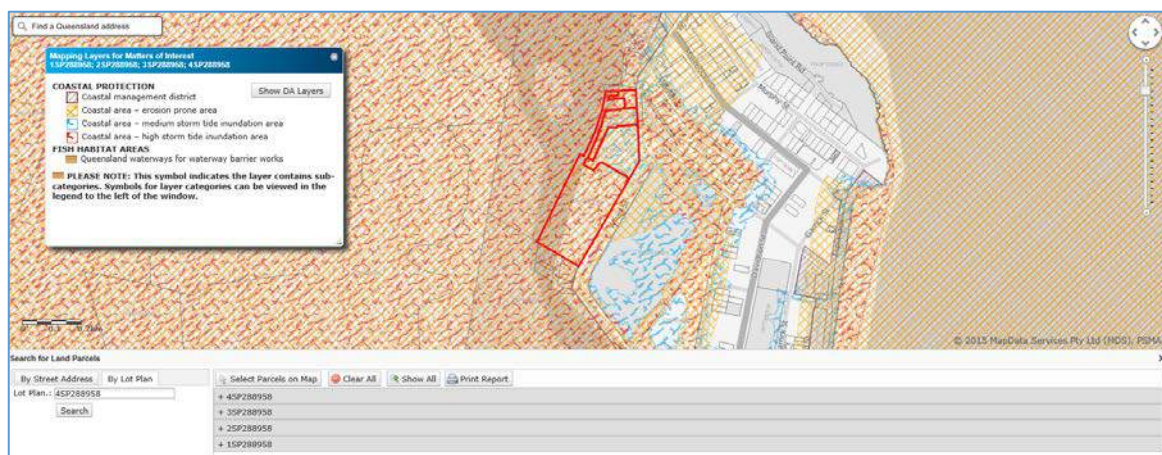 Find a Queensland address
Mapping Layers for Matters of Interest
1SP288958; 2SP288958; 3SP288958; 4SP288958
COASTAL PROTECTION
Show DA Layers
Coastal management district
Coastal area – erosion prone area
Coastal area – medium storm tide inundation area
Coastal area – high storm tide inundation area
FISH HABITAT AREAS
Queensland waterways for waterway barrier works
PLEASE NOTE: This symbol indicates the layer contains sub-
categories. Symbols for layer categories can be viewed in the
legend to the left of the window.
Island Point Rd
Murphy St
© 2015 MapData Services Pty Ltd (MDS), PSMA
Search for Land Parcels
By Street Address
By Lot Plan
Select Parcels on Map
Clear All
Show All
Print Report
Lot Plan.: 4SP288958
Search
+ 4SP288958
+ 3SP288958
+ 2SP288958
+ 1SP288958